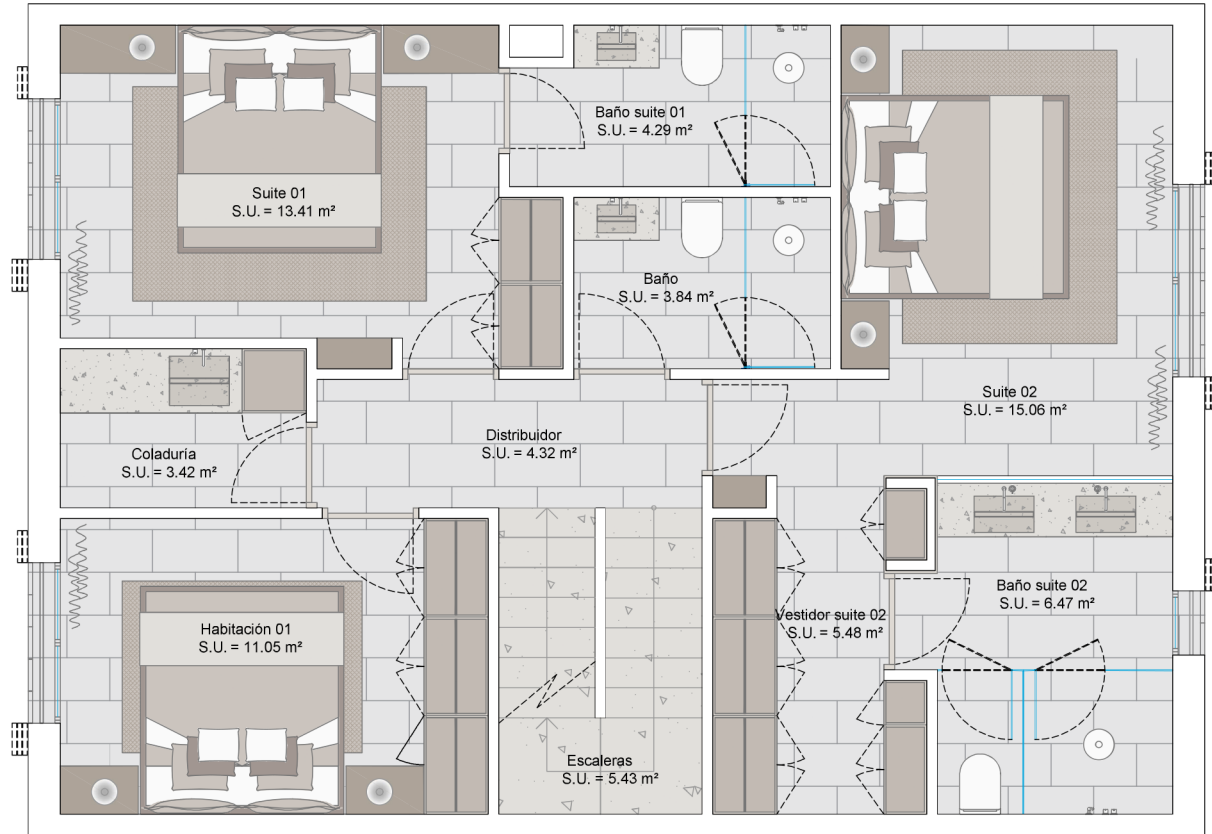 Baño suite 01
S.U. = 4.29 m²
Suite 01
S.U. = 13.41 m²
Baño
S.U. = 3.84 m²
Suite 02
S.U. = 15.06 m²
Distribuidor
S.U. = 4.32 m²
Coladuría
S.U. = 3.42 m²
Baño suite 02
S.U. = 6.47 m²
Vestidor suite 02
S.U. = 5.48 m²
Habitación 01
S.U. = 11.05 m²
Escaleras
S.U. = 5.43 m²